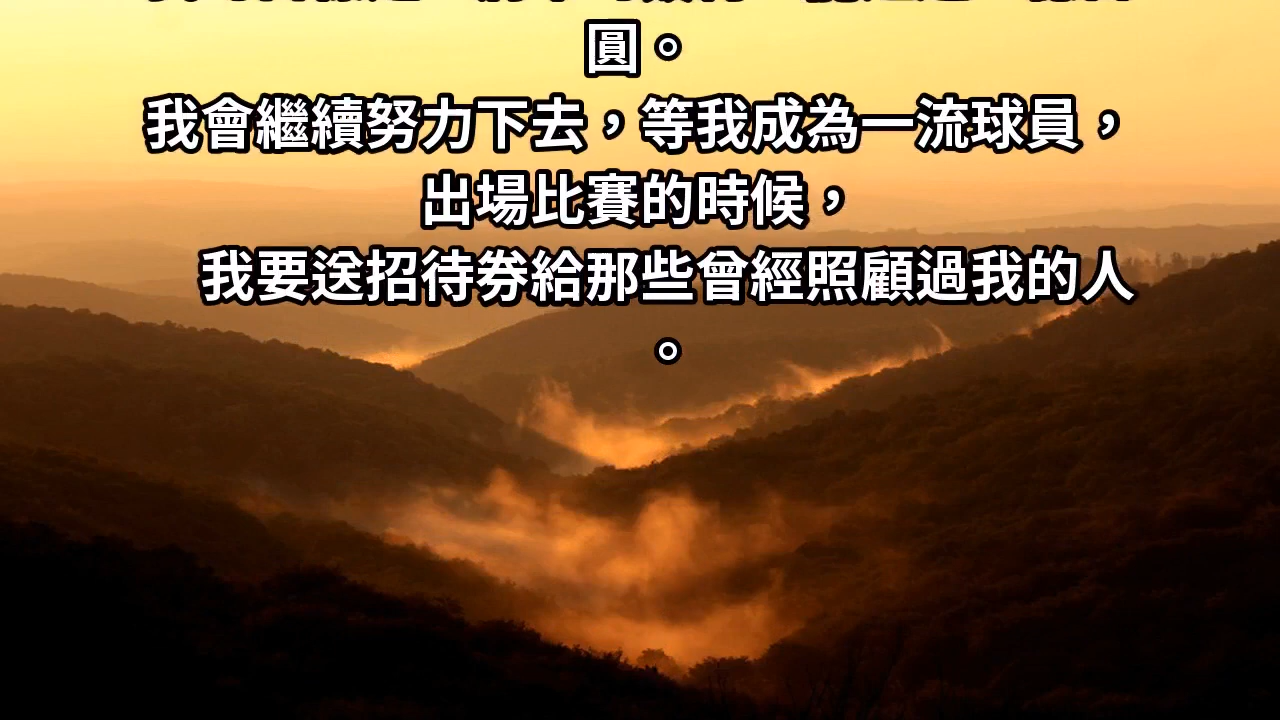 圓。
我會繼續努力下去，等我成為一流球員，
出場比賽的時候，
我要送招待券給那些曾經照顧過我的人
。